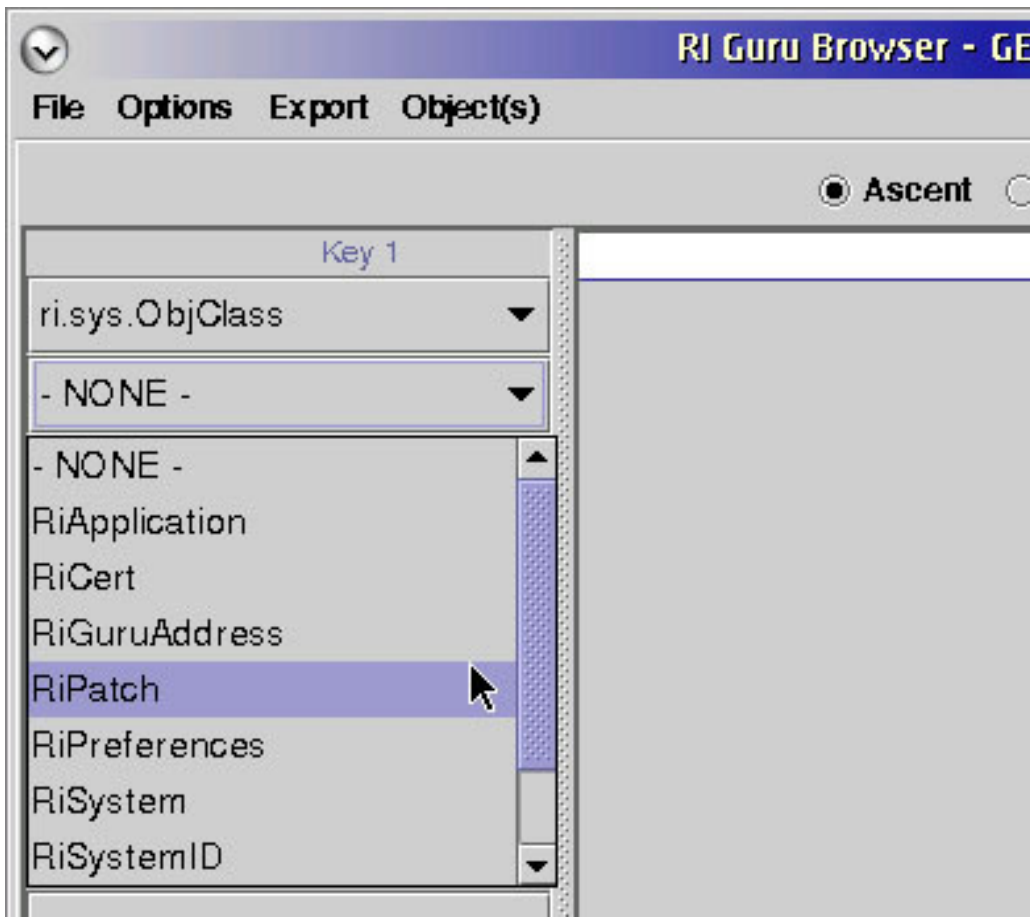 RI Guru Browser - GE
File Options Export Object(s)
Ascent
Key 1
ri.sys.ObjClass
- NONE -
- NONE -
RiApplication
RiCert
RiGuruAddress
RiPatch
RiPreferences
RiSystem
RiSystemID